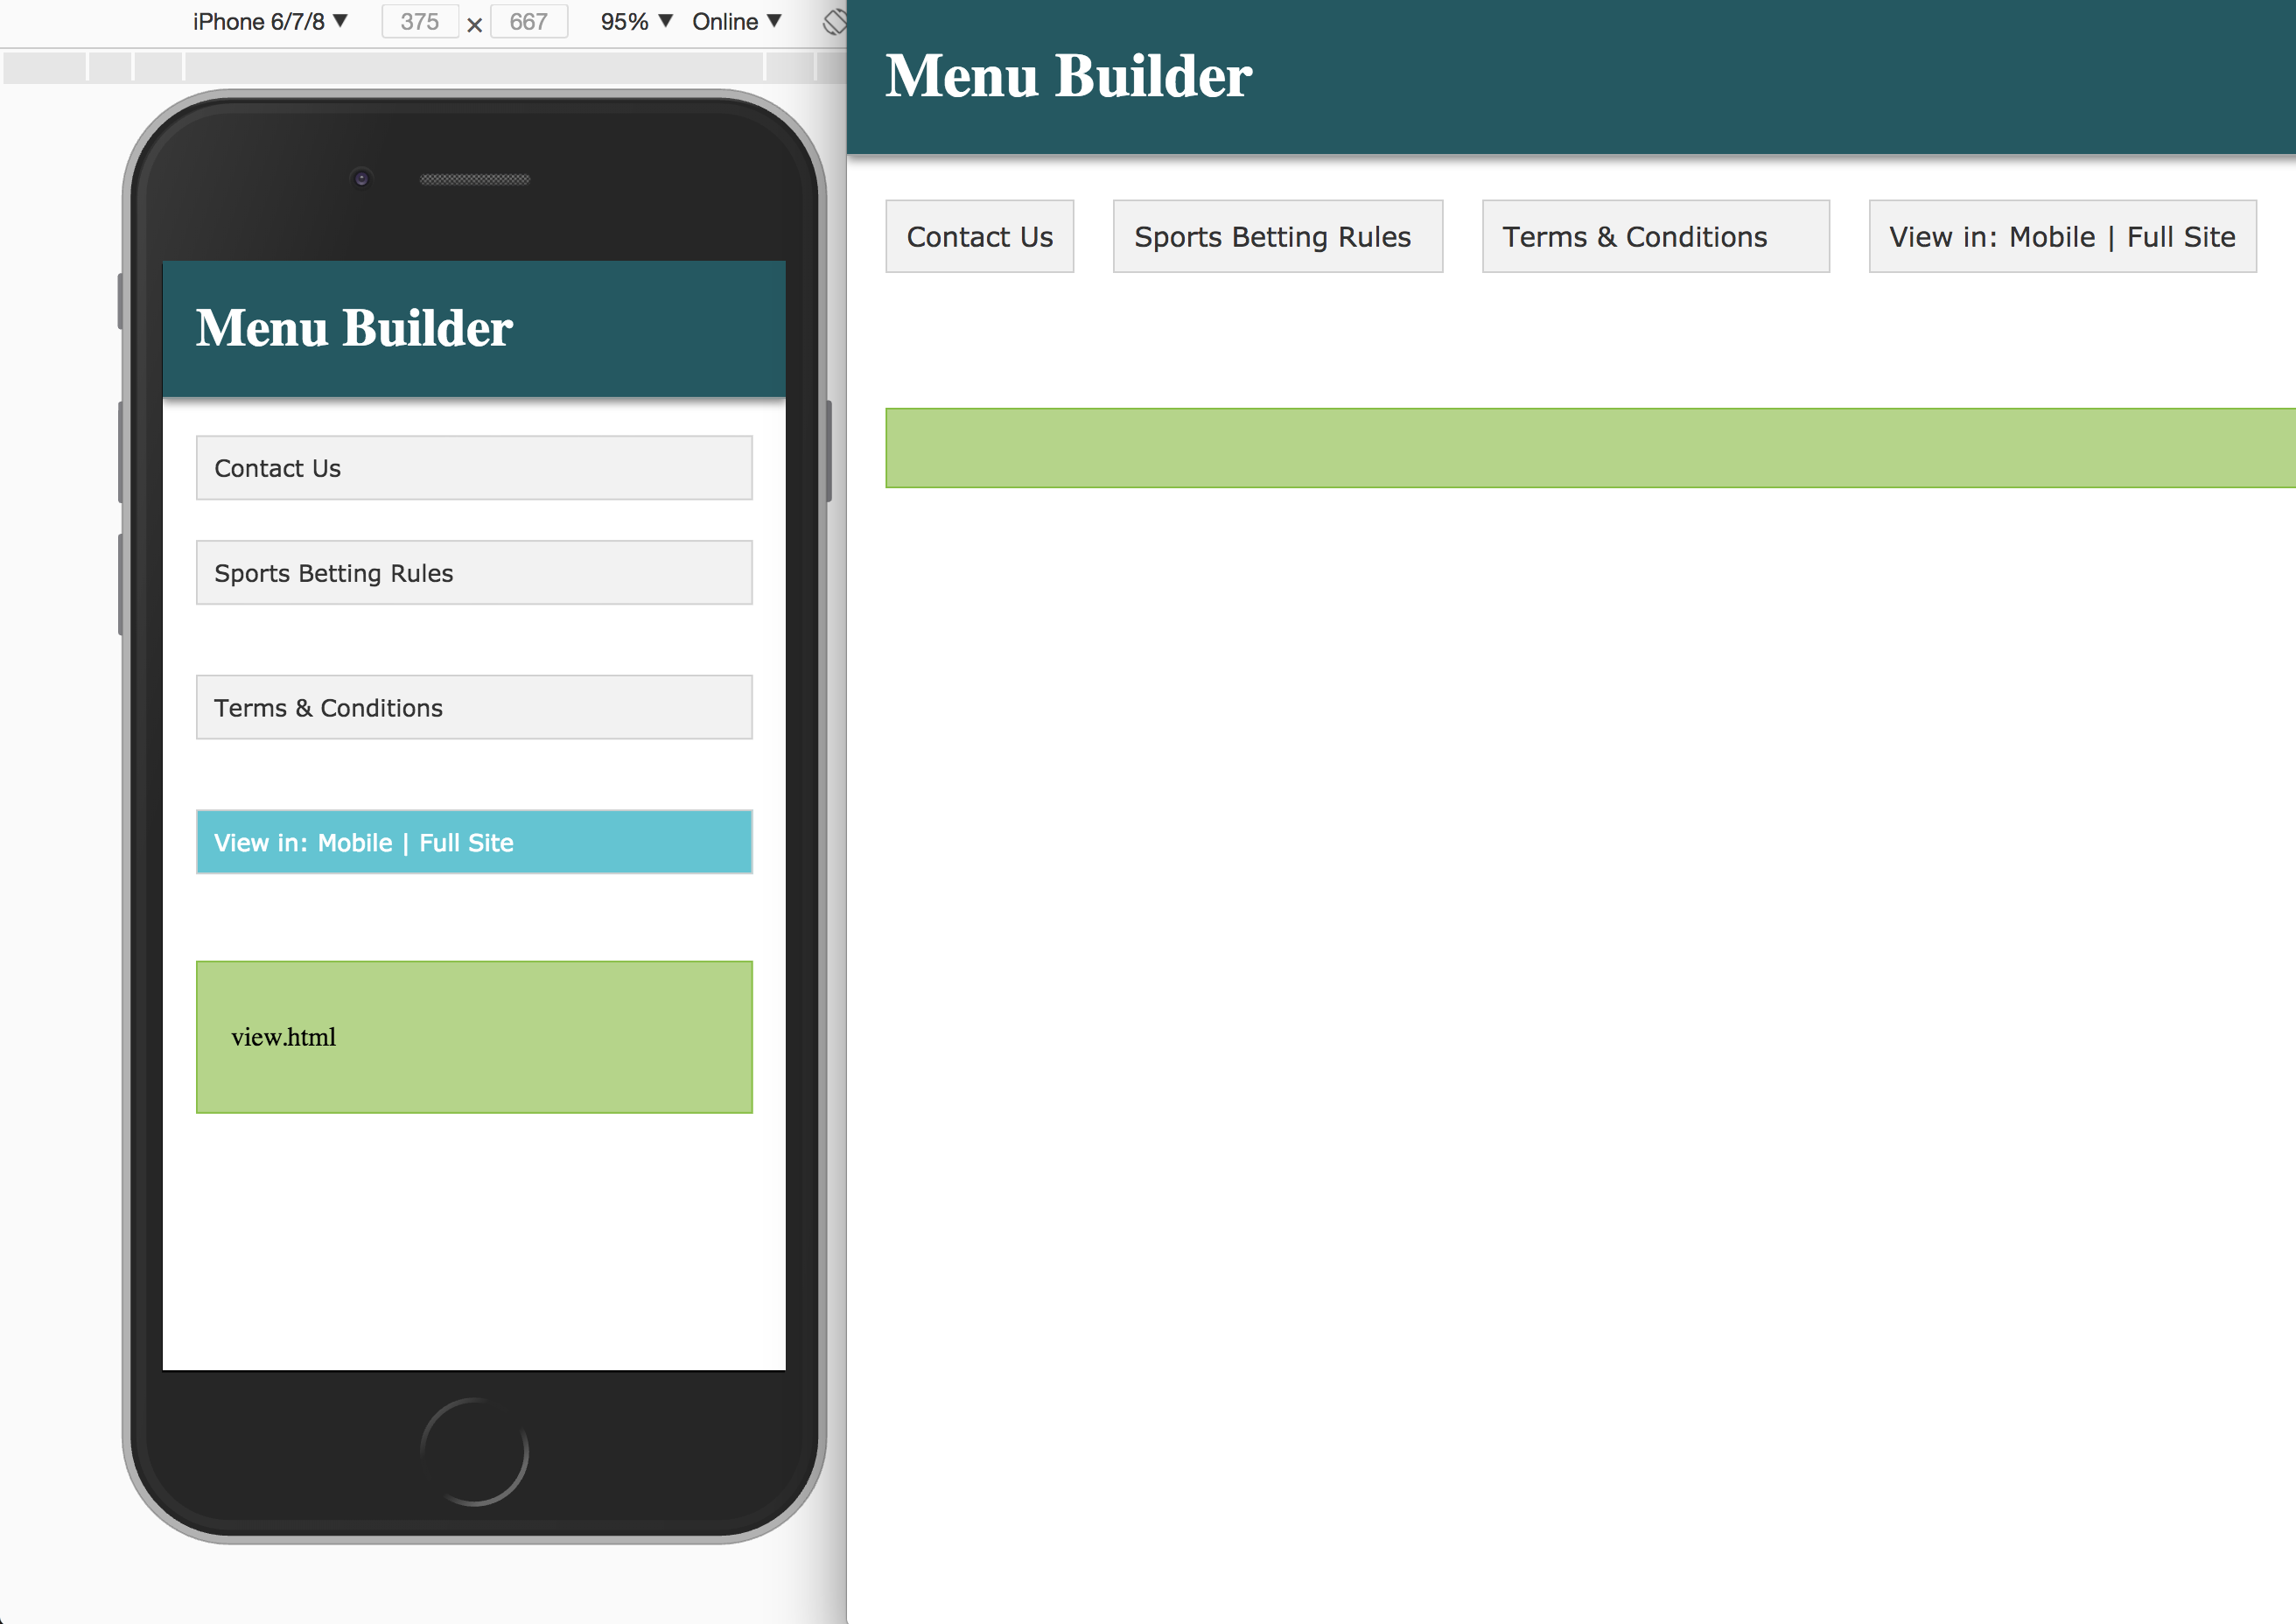 iPhone 6/7/8 ▼ 375 × 667 95% ▼ Online ▼
Menu Builder
Contact Us
Sports Betting Rules
Terms & Conditions
View in: Mobile | Full Site
view.html
Menu Builder
Contact Us Sports Betting Rules Terms & Conditions View in: Mobile | Full Site